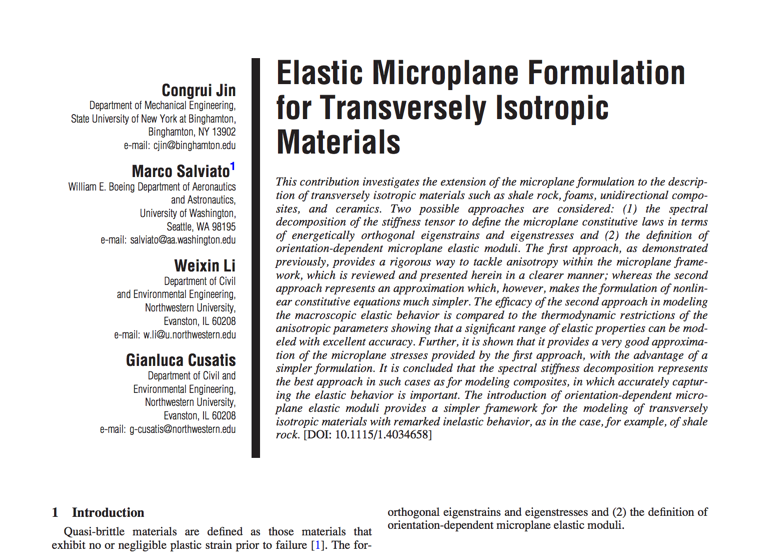 Congrui Jin
Department of Mechanical Engineering,
State University of New York at Binghamton,
Binghamton, NY 13902
e-mail: cjin@binghamton.edu
Marco Salviato1
William E. Boeing Department of Aeronautics
and Astronautics,
University of Washington,
Seattle, WA 98195
e-mail: salviato@aa.washington.edu
Weixin Li
Department of Civil
and Environmental Engineering,
Northwestern University,
Evanston, IL 60208
e-mail: w.li@u.northwestern.edu
Gianluca Cusatis
Department of Civil and
Environmental Engineering,
Northwestern University,
Evanston, IL 60208
e-mail: g-cusatis@northwestern.edu
Elastic Microplane Formulation
for Transversely Isotropic
Materials
This contribution investigates the extension of the microplane formulation to the descrip-
tion of transversely isotropic materials such as shale rock, foams, unidirectional compo-
sites, and ceramics. Two possible approaches are considered: (1) the spectral
decomposition of the stiffness tensor to define the microplane constitutive laws in terms
of energetically orthogonal eigenstrains and eigenstresses and (2) the definition of
orientation-dependent microplane elastic moduli. The first approach, as demonstrated
previously, provides a rigorous way to tackle anisotropy within the microplane frame-
work, which is reviewed and presented herein in a clearer manner; whereas the second
approach represents an approximation which, however, makes the formulation of nonlin-
ear constitutive equations much simpler. The efficacy of the second approach in modeling
the macroscopic elastic behavior is compared to the thermodynamic restrictions of the
anisotropic parameters showing that a significant range of elastic properties can be mod-
eled with excellent accuracy. Further, it is shown that it provides a very good approxima-
tion of the microplane stresses provided by the first approach, with the advantage of a
simpler formulation. It is concluded that the spectral stiffness decomposition represents
the best approach in such cases as for modeling composites, in which accurately captur-
ing the elastic behavior is important. The introduction of orientation-dependent micro-
plane elastic moduli provides a simpler framework for the modeling of transversely
isotropic materials with remarked inelastic behavior, as in the case, for example, of shale
rock. [DOI: 10.1115/1.4034658]
1 Introduction
Quasi-brittle materials are defined as those materials that
exhibit no or negligible plastic strain prior to failure [1]. The for-
orthogonal eigenstrains and eigenstresses and (2) the definition of
orientation-dependent microplane elastic moduli.